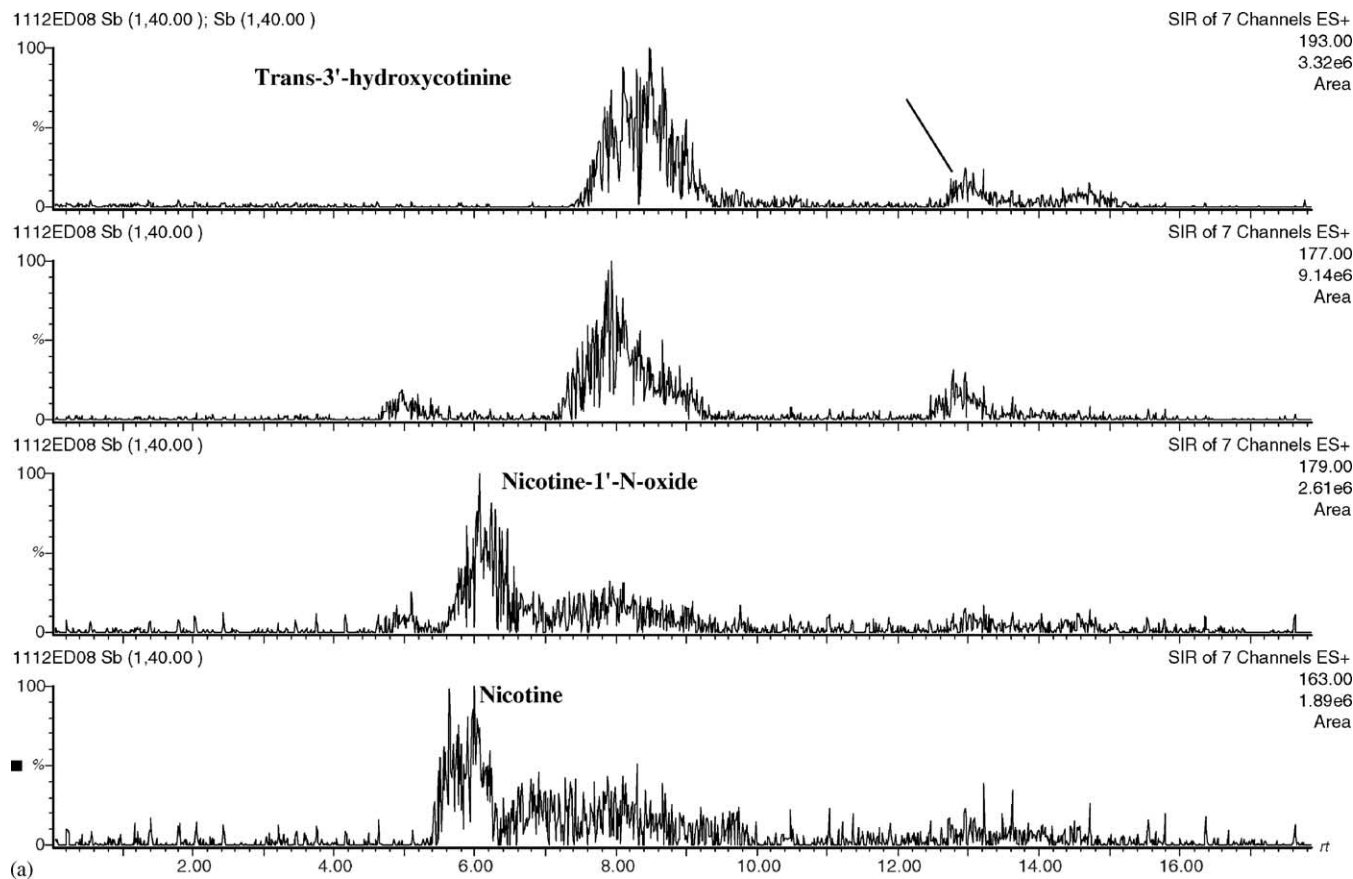 1112ED08 Sb (1,40.00 ); Sb (1,40.00 )
SIR of 7 Channels ES+
193.00
3.32e6
Area
100
Trans-3'-hydroxycotinine
%
0
1112ED08 Sb (1,40.00 )
SIR of 7 Channels ES+
177.00
9.14e6
Area
100
%
0
1112ED08 Sb (1,40.00 )
SIR of 7 Channels ES+
179.00
2.61e6
Area
100
Nicotine-1'-N-oxide
%
0
1112ED08 Sb (1,40.00 )
SIR of 7 Channels ES+
163.00
1.89e6
Area
100
Nicotine
%
0
2.00 4.00 6.00 8.00 10.00 12.00 14.00 16.00 rt
(a)